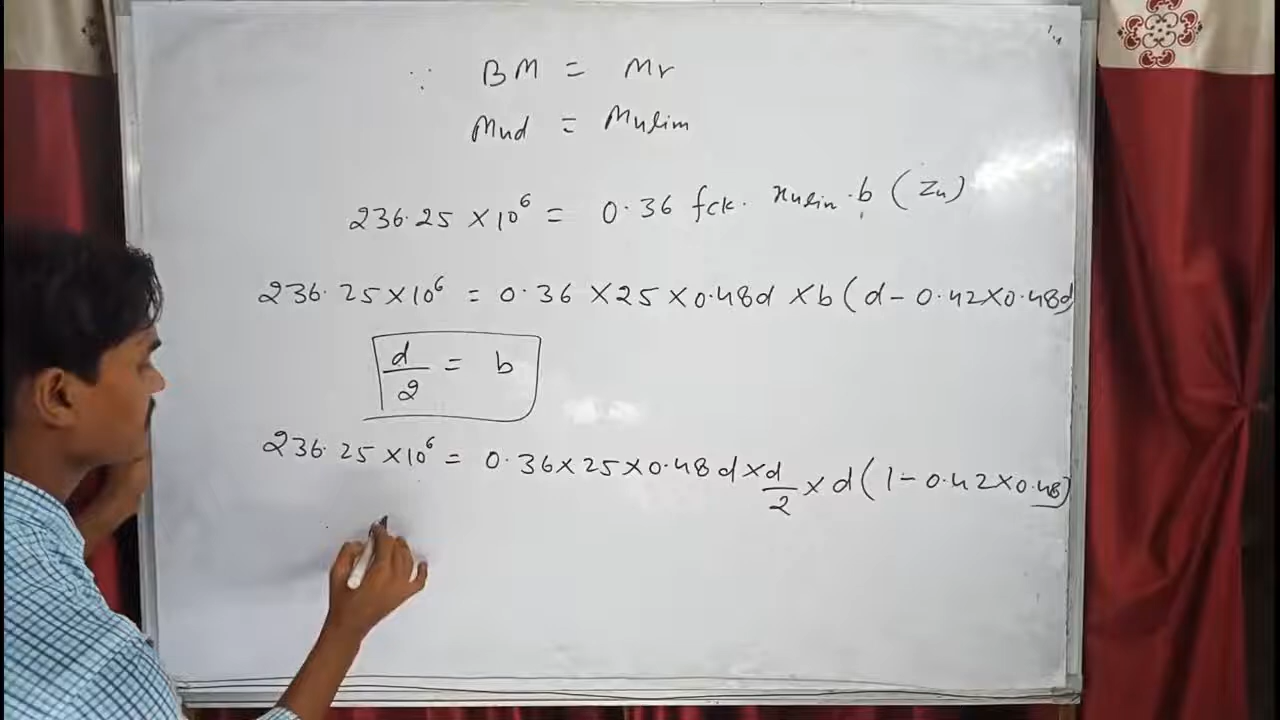 ∵ BM = Mr
Mud = Mulim
236.25 × 10⁶ = 0.36 fck. xulim . b (Zu)
236.25 × 10⁶ = 0.36 × 25 × 0.48d × b (d - 0.42 × 0.48d
d/2 = b
236.25 × 10⁶ = 0.36 × 25 × 0.48 d × d/2 × d (1 - 0.42 × 0.48)